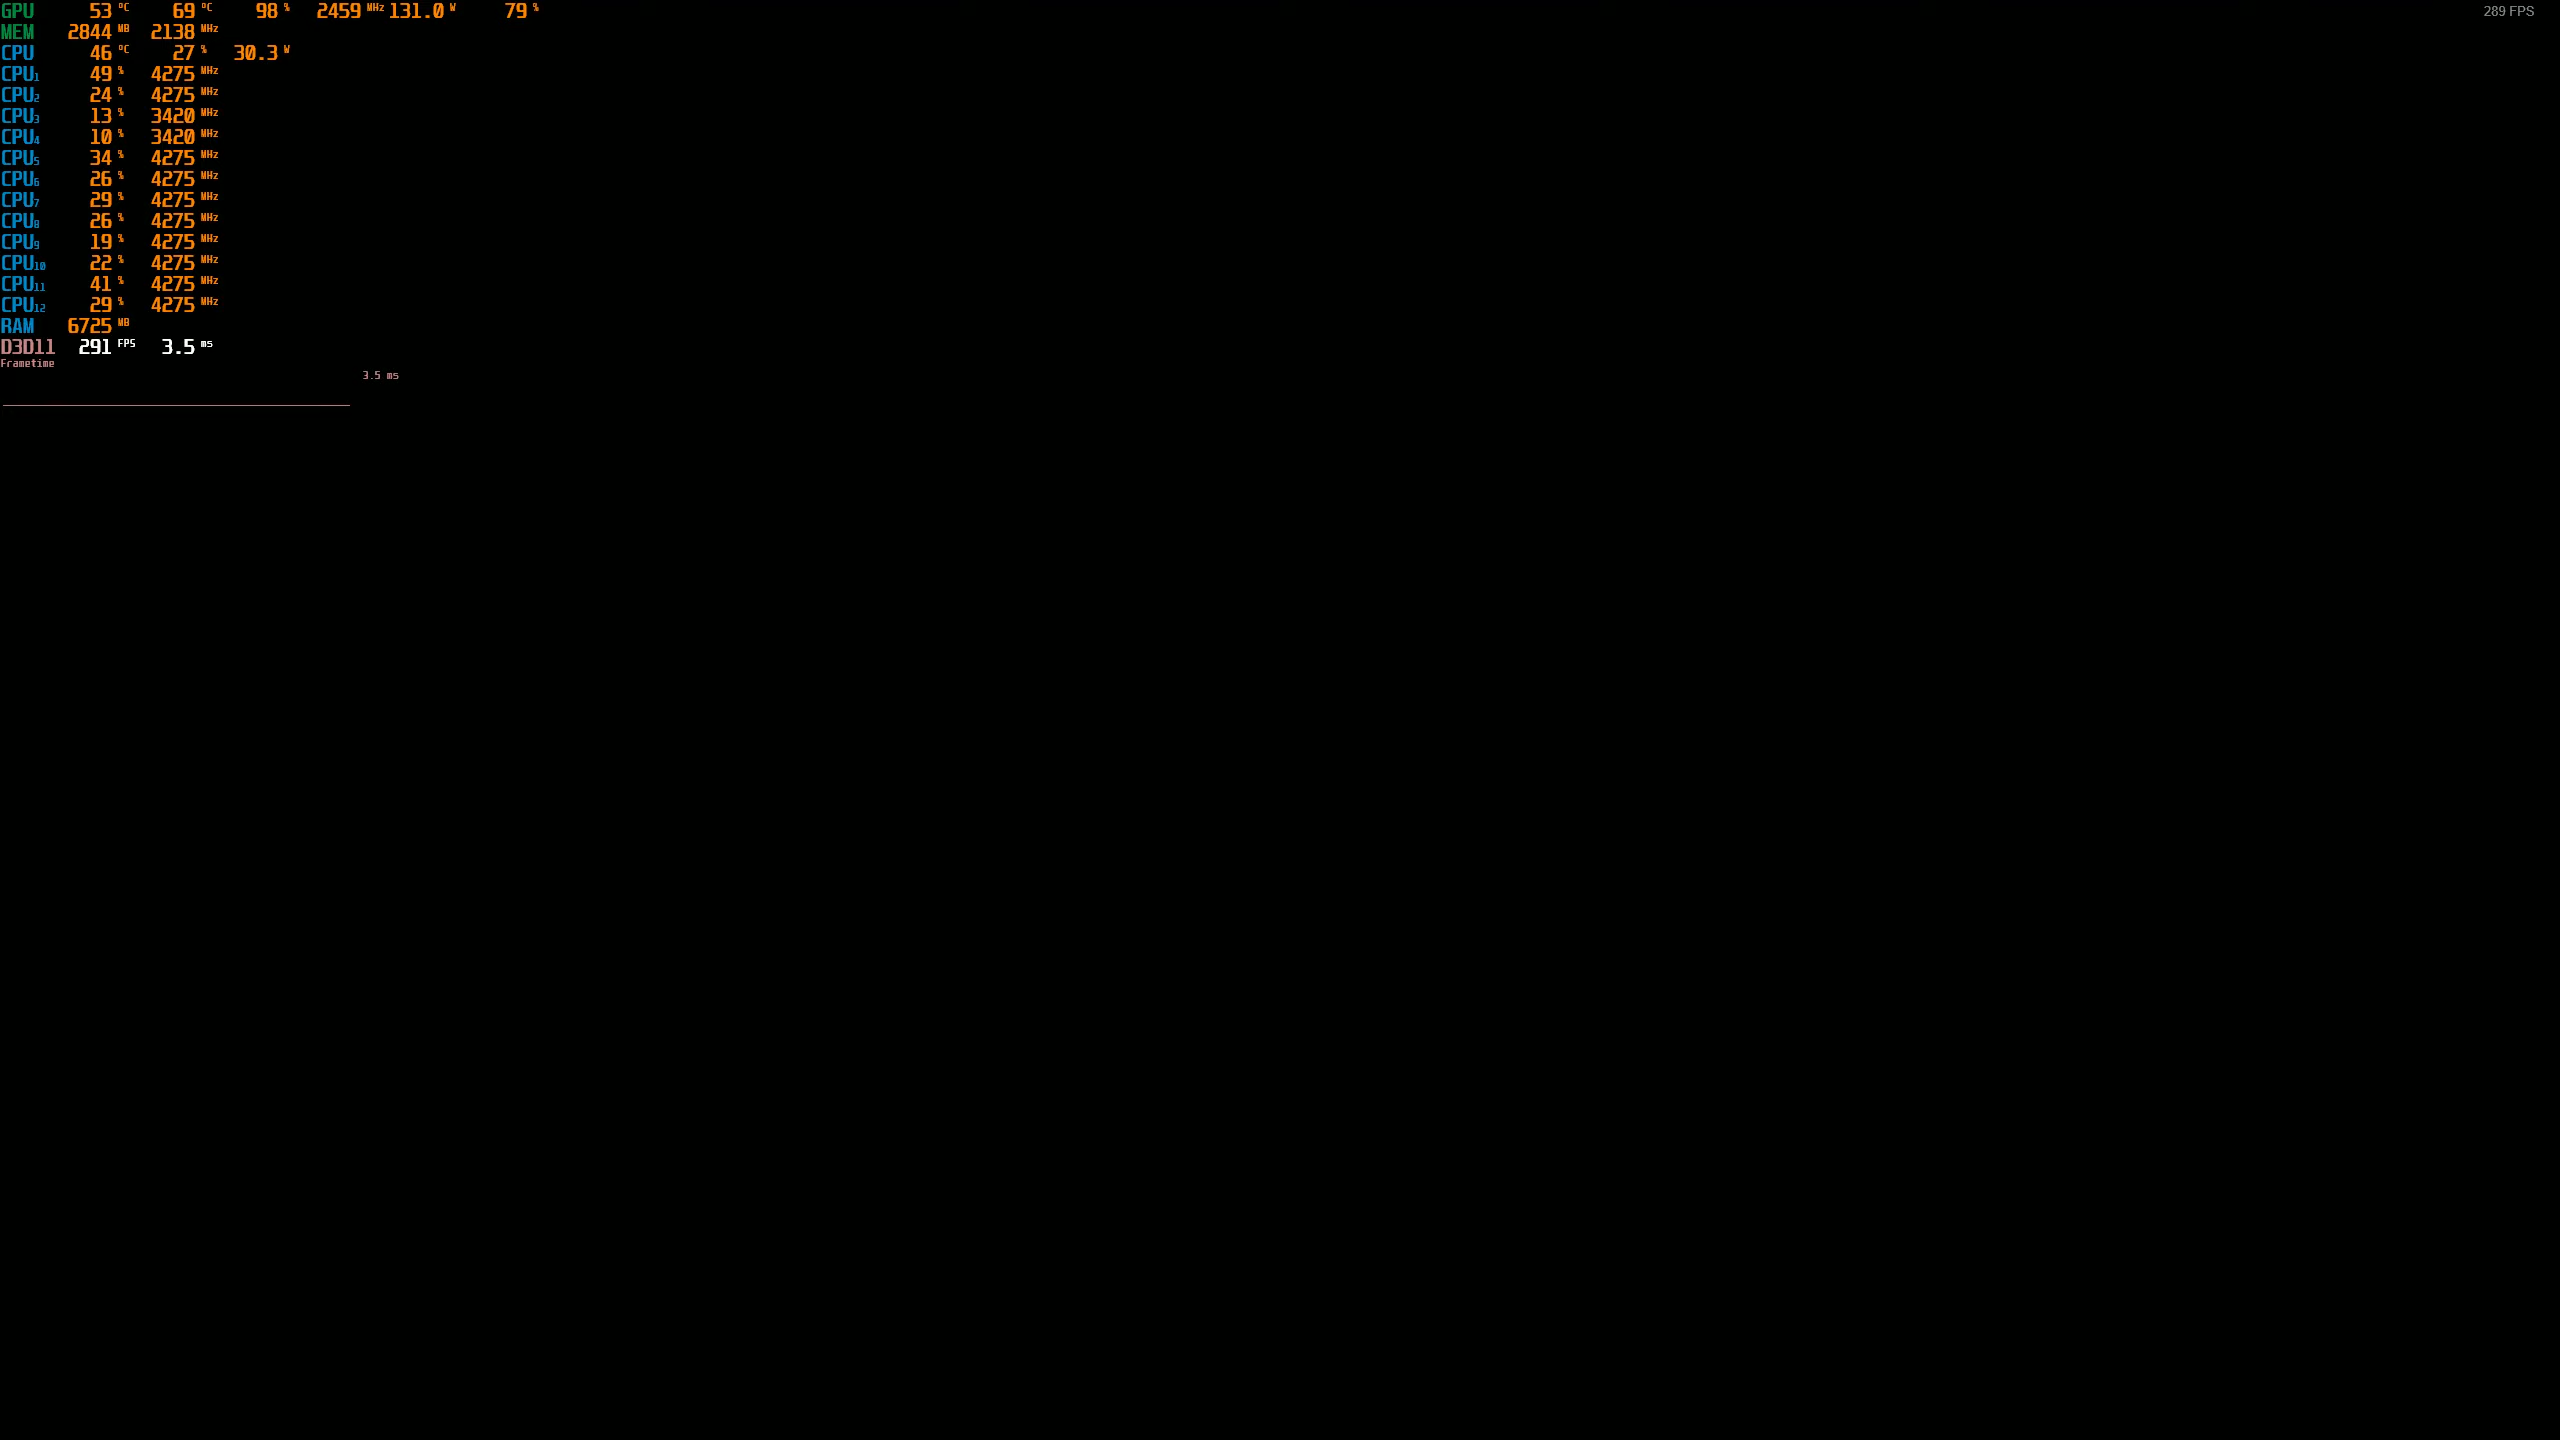 GPU 53 °C 69 °C 98 % 2459 MHz 131.0 W 79 % 289 FPS
MEM 2844 MB 2138 MHz
CPU 46 °C 27 % 30.3 W
CPU1 49 % 4275 MHz
CPU2 24 % 4275 MHz
CPU3 13 % 3420 MHz
CPU4 10 % 3420 MHz
CPU5 34 % 4275 MHz
CPU6 26 % 4275 MHz
CPU7 29 % 4275 MHz
CPU8 26 % 4275 MHz
CPU9 19 % 4275 MHz
CPU10 22 % 4275 MHz
CPU11 41 % 4275 MHz
CPU12 29 % 4275 MHz
RAM 6725 MB
D3D11 291 FPS 3.5 ms
Frametime
3.5 ms